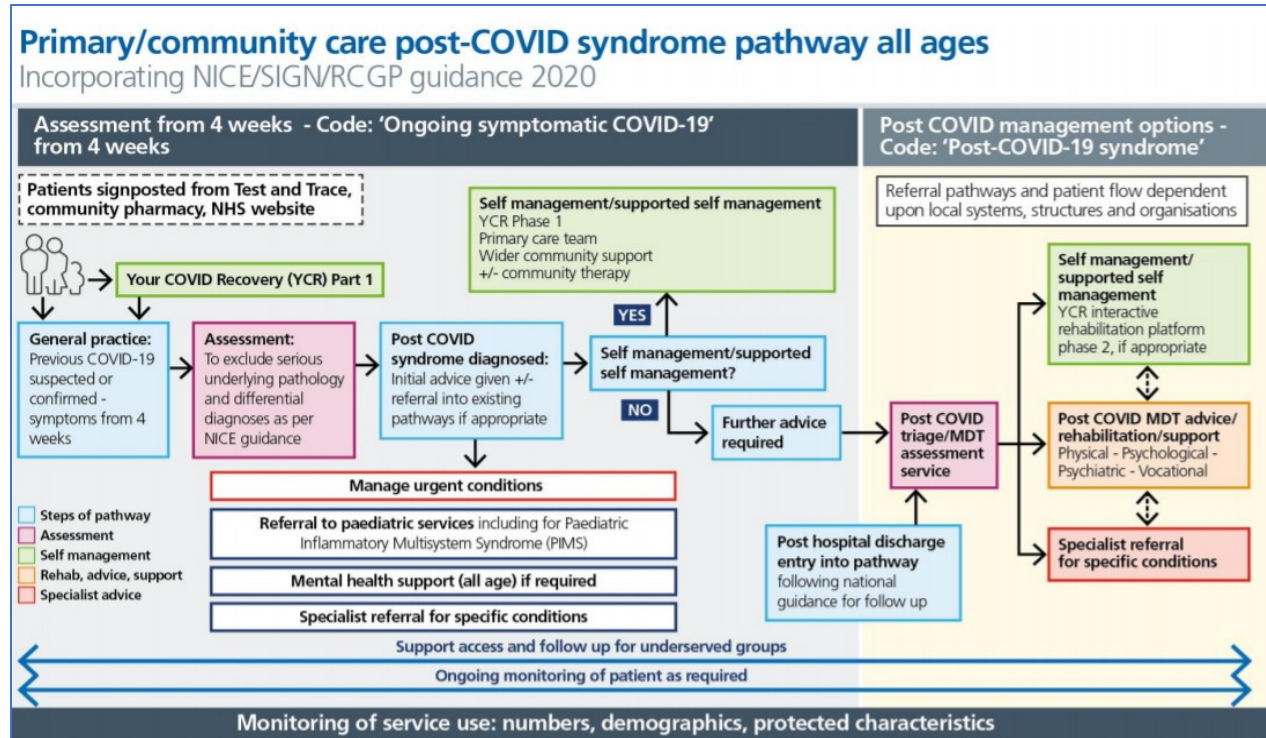 Primary/community care post-COVID syndrome pathway all ages
Incorporating NICE/SIGN/RCGP guidance 2020
Assessment from 4 weeks - Code: ‘Ongoing symptomatic COVID-19’
from 4 weeks
Post COVID management options -
Code: ‘Post-COVID-19 syndrome’
Patients signposted from Test and Trace,
community pharmacy, NHS website
Your COVID Recovery (YCR) Part 1
General practice:
Previous COVID-19
suspected or
confirmed -
symptoms from 4
weeks
Assessment:
To exclude serious
underlying pathology
and differential
diagnoses as per
NICE guidance
Post COVID
syndrome diagnosed:
Initial advice given +/-
referral into existing
pathways if appropriate
Self management/supported self management
YCR Phase 1
Primary care team
Wider community support
+/- community therapy
YES
Self management/supported
self management?
NO
Further advice
required
Manage urgent conditions
Referral to paediatric services including for Paediatric
Inflammatory Multisystem Syndrome (PIMS)
Mental health support (all age) if required
Specialist referral for specific conditions
Steps of pathway
Assessment
Self management
Rehab, advice, support
Specialist advice
Post hospital discharge
entry into pathway
following national
guidance for follow up
Referral pathways and patient flow dependent
upon local systems, structures and organisations
Post COVID
triage/MDT
assessment
service
Self management/
supported self
management
YCR interactive
rehabilitation platform
phase 2, if appropriate
Post COVID MDT advice/
rehabilitation/support
Physical - Psychological -
Psychiatric - Vocational
Specialist referral
for specific conditions
Support access and follow up for underserved groups
Ongoing monitoring of patient as required
Monitoring of service use: numbers, demographics, protected characteristics